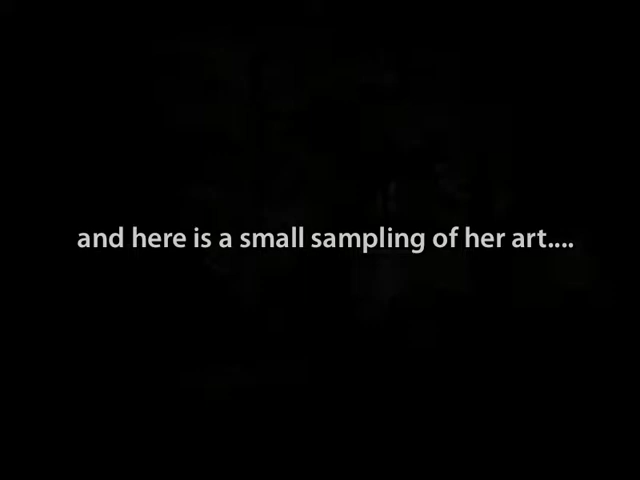 and here is a small sampling of her art....